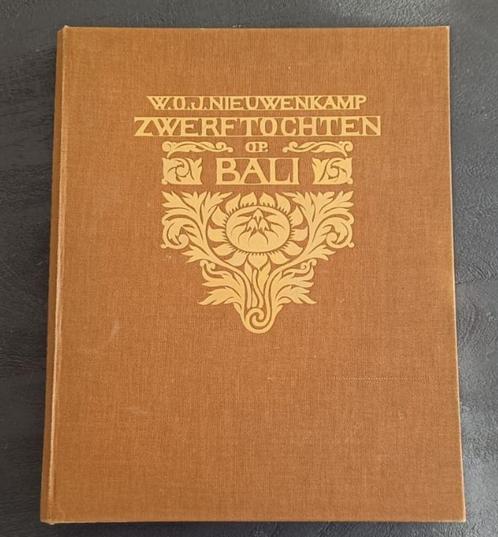 W.O.J. NIEUWENKAMP
ZWERFTOCHTEN
OP
BALI